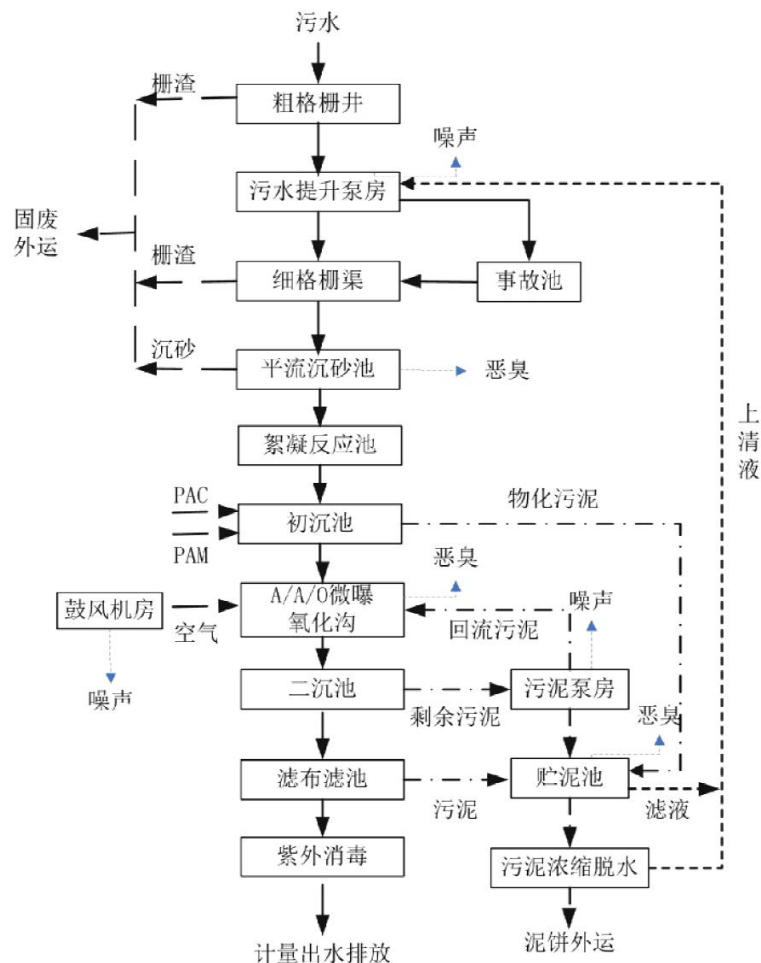 污水
栅渣
粗格栅井
噪声
污水提升泵房
固废
外运
栅渣
细格栅渠
事故池
沉砂
平流沉砂池
恶臭
上清液
絮凝反应池
PAC
物化污泥
初沉池
PAM
恶臭
鼓风机房
空气
A/A/O微曝
氧化沟
噪声
回流污泥
噪声
二沉池
剩余污泥
污泥泵房
恶臭
滤布滤池
污泥
贮泥池
滤液
紫外消毒
污泥浓缩脱水
计量出水排放
泥饼外运